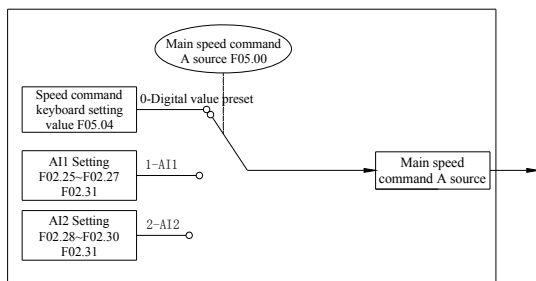 Main speed command
A source F05.00
Speed command
keyboard setting
value F05.04
0-Digital value preset
AI1 Setting
F02.25~F02.27
F02.31
1-AI1
Main speed
command A source
AI2 Setting
F02.28~F02.30
F02.31
2-AI2